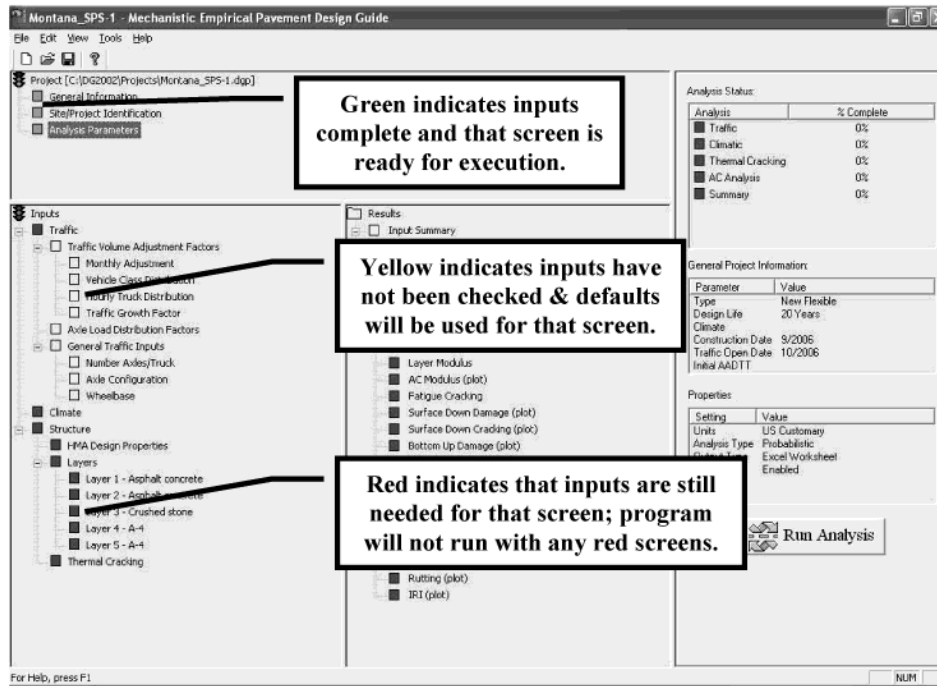 Montana_SPS-1 - Mechanistic Empirical Pavement Design Guide
File Edit View Tools Help
Project [C:\DG2002\Projects\Montana_SPS-1.dgp]
General Information
Site/Project Identification
Analysis Parameters
Green indicates inputs
complete and that screen is
ready for execution.
Analysis Status:
Analysis % Complete
Traffic 0%
Climatic 0%
Thermal Cracking 0%
AC Analysis 0%
Summary 0%
Inputs
Traffic
Traffic Volume Adjustment Factors
Monthly Adjustment
Vehicle Class Distribution
Hourly Truck Distribution
Traffic Growth Factor
Axle Load Distribution Factors
General Traffic Inputs
Number Axles/Truck
Axle Configuration
Wheelbase
Climate
Structure
HMA Design Properties
Layers
Layer 1 - Asphalt concrete
Layer 2 - Asphalt concrete
Layer 3 - Crushed stone
Layer 4 - A-4
Layer 5 - A-4
Thermal Cracking
Results
Input Summary
Yellow indicates inputs have
not been checked & defaults
will be used for that screen.
Layer Modulus
AC Modulus (plot)
Fatigue Cracking
Surface Down Damage (plot)
Surface Down Cracking (plot)
Bottom Up Damage (plot)
Red indicates that inputs are still
needed for that screen; program
will not run with any red screens.
Rutting (plot)
IRI (plot)
General Project Information:
Parameter Value
Type New Flexible
Design Life 20 Years
Climate
Construction Date 9/2006
Traffic Open Date 10/2006
Initial AADTT
Properties
Setting Value
Units US Customary
Analysis Type Probabilistic
Excel Worksheet
Enabled
Run Analysis
For Help, press F1
NUM